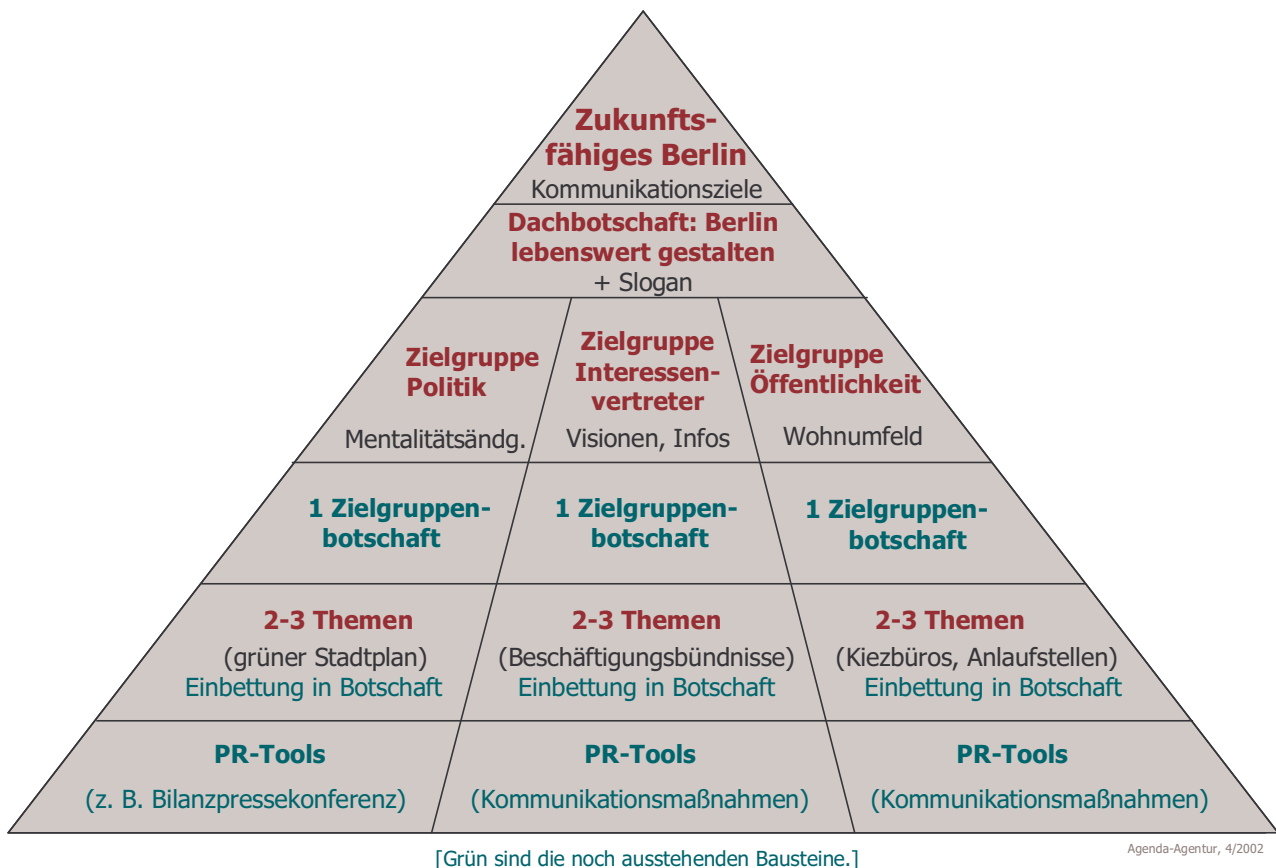 Zukunfts-
fähiges Berlin
Kommunikationsziele
Dachbotschaft: Berlin
lebenswert gestalten
+ Slogan
Zielgruppe
Politik
Mentalitätsändg.
Zielgruppe
Interessen-
vertreter
Visionen, Infos
Zielgruppe
Öffentlichkeit
Wohnumfeld
1 Zielgruppen-
botschaft
1 Zielgruppen-
botschaft
1 Zielgruppen-
botschaft
2-3 Themen
(grüner Stadtplan)
Einbettung in Botschaft
2-3 Themen
(Beschäftigungsbündnisse)
Einbettung in Botschaft
2-3 Themen
(Kiezbüros, Anlaufstellen)
Einbettung in Botschaft
PR-Tools
(z. B. Bilanzpressekonferenz)
PR-Tools
(Kommunikationsmaßnahmen)
PR-Tools
(Kommunikationsmaßnahmen)
[Grün sind die noch ausstehenden Bausteine.]
Agenda-Agentur, 4/2002